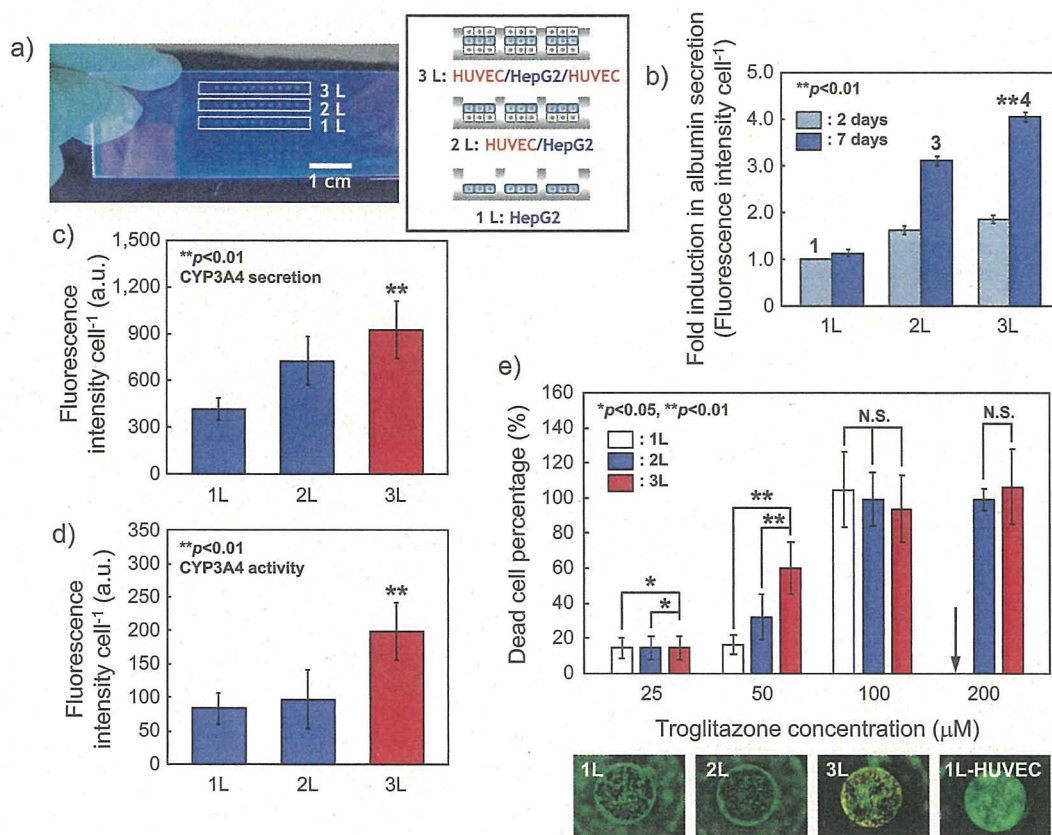 a)
3 L
2 L
1 L
1 cm
3 L: HUVEC/HepG2/HUVEC
2 L: HUVEC/HepG2
1 L: HepG2
b)
Fold induction in albumin secretion
(Fluorescence intensity cell-1)
5.0
4.0
3.0
2.0
1.0
0
**p<0.01
: 2 days
: 7 days
1
3
**4
1L
2L
3L
c)
Fluorescence
intensity cell-1 (a.u.)
1,500
1,200
900
600
300
0
**p<0.01
CYP3A4 secretion
**
1L
2L
3L
d)
Fluorescence
intensity cell-1 (a.u.)
350
300
250
200
150
100
50
0
**p<0.01
CYP3A4 activity
**
1L
2L
3L
e)
Dead cell percentage (%)
160
140
120
100
80
60
40
20
0
*p<0.05, **p<0.01
: 1L
: 2L
: 3L
*
*
**
**
N.S.
N.S.
25
50
100
200
Troglitazone concentration (μM)
1L
2L
3L
1L-HUVEC